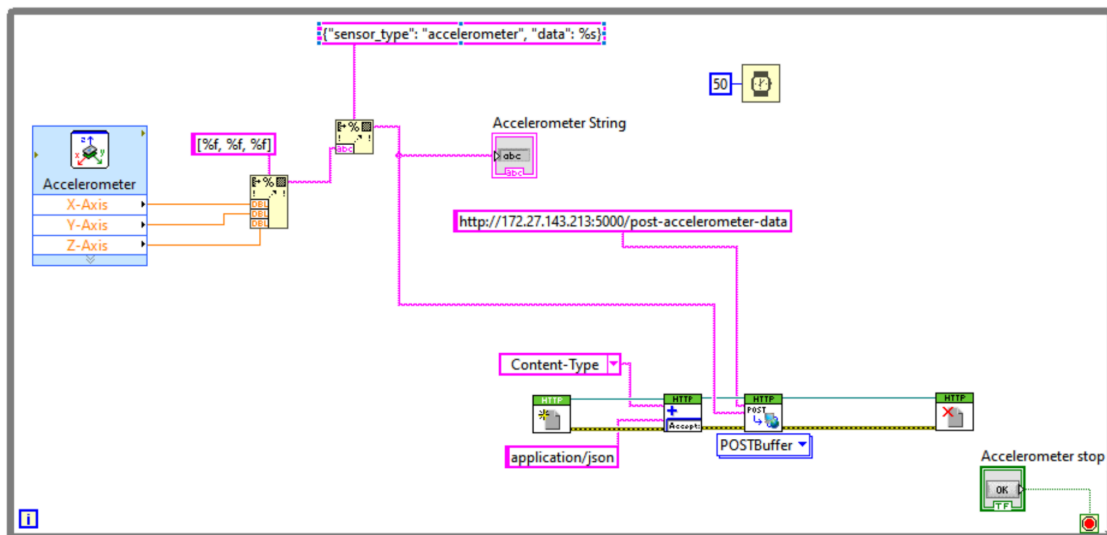 {"sensor_type": "accelerometer", "data": %s}
50
[%f, %f, %f]
Accelerometer String
abc
abc
abc
Accelerometer
X-Axis
Y-Axis
Z-Axis
DBL
DBL
DBL
http://172.27.143.213:5000/post-accelerometer-data
Content-Type
HTTP
HTTP
Accept:
HTTP
POST
HTTP
application/json
POSTBuffer
Accelerometer stop
OK
TF
i